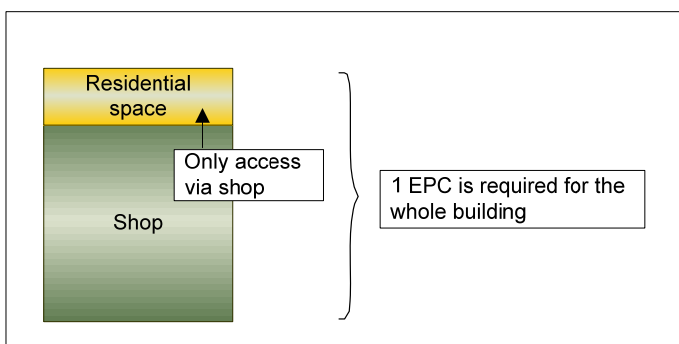 Residential
space
Only access
via shop
Shop
1 EPC is required for the
whole building